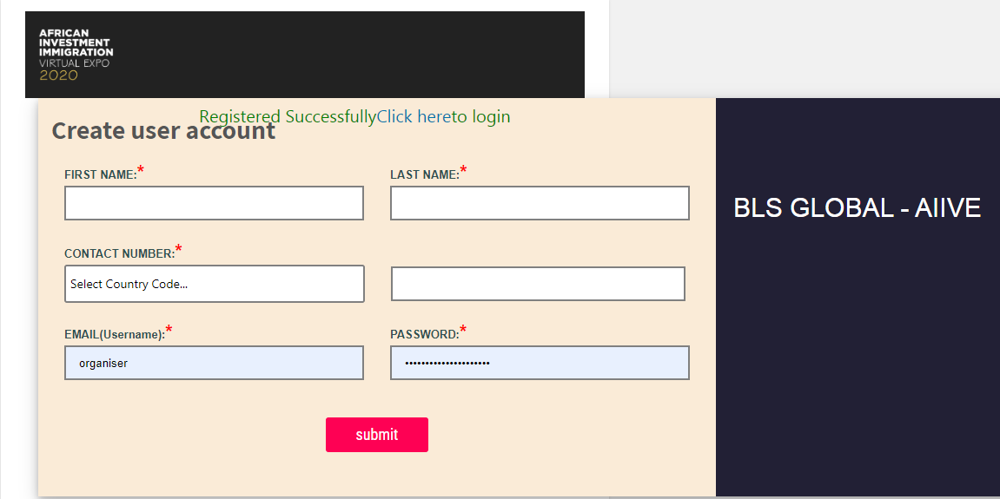 AFRICAN
INVESTMENT
IMMIGRATION
VIRTUAL EXPO
2020
Registered SuccessfullyClick hereto login
Create user account
FIRST NAME:*
LAST NAME:*
BLS GLOBAL - AIIVE
CONTACT NUMBER:*
Select Country Code...
EMAIL(Username):*
PASSWORD:*
organiser
•••••••••••••••••••••
submit